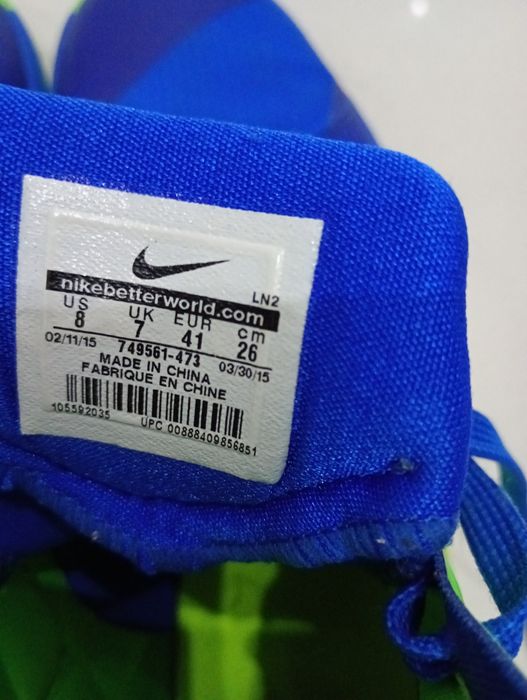 nikebetterworld.com LN2
US UK EUR cm
8 7 41 26
02/11/15 749561-473 03/30/15
MADE IN CHINA
FABRIQUE EN CHINE
105592035 UPC 00888409856851